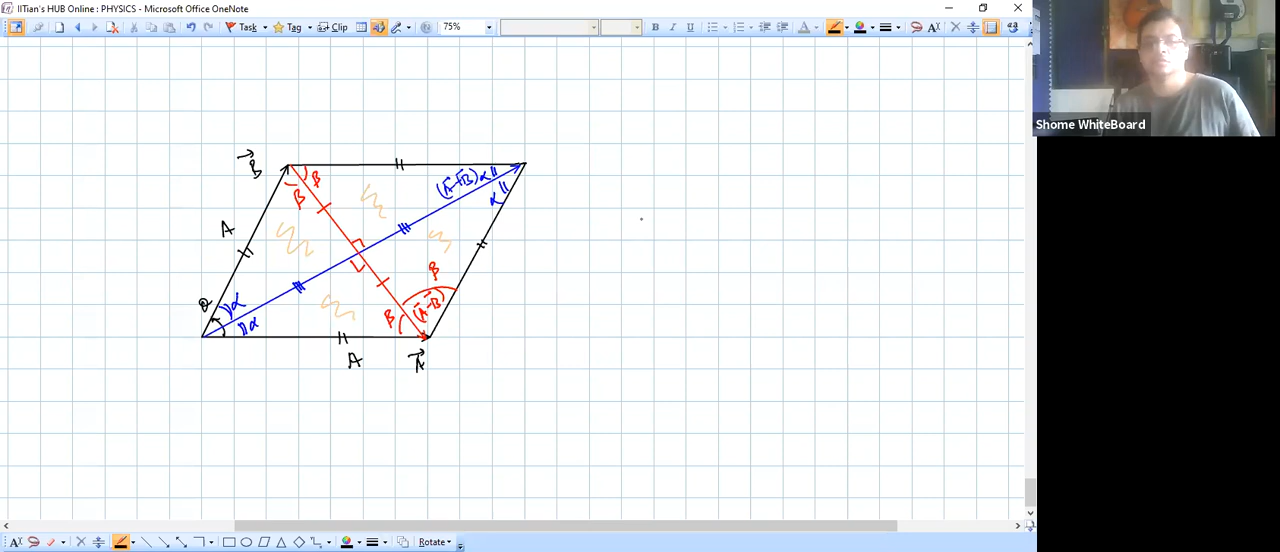 IITian's HUB Online : PHYSICS - Microsoft Office OneNote
Task
Tag
Clip
75%
B I U
Shome WhiteBoard
B
β
β
(A+B) α
α
A
β
θ
α
α
β
(A-B)
A
A
Rotate